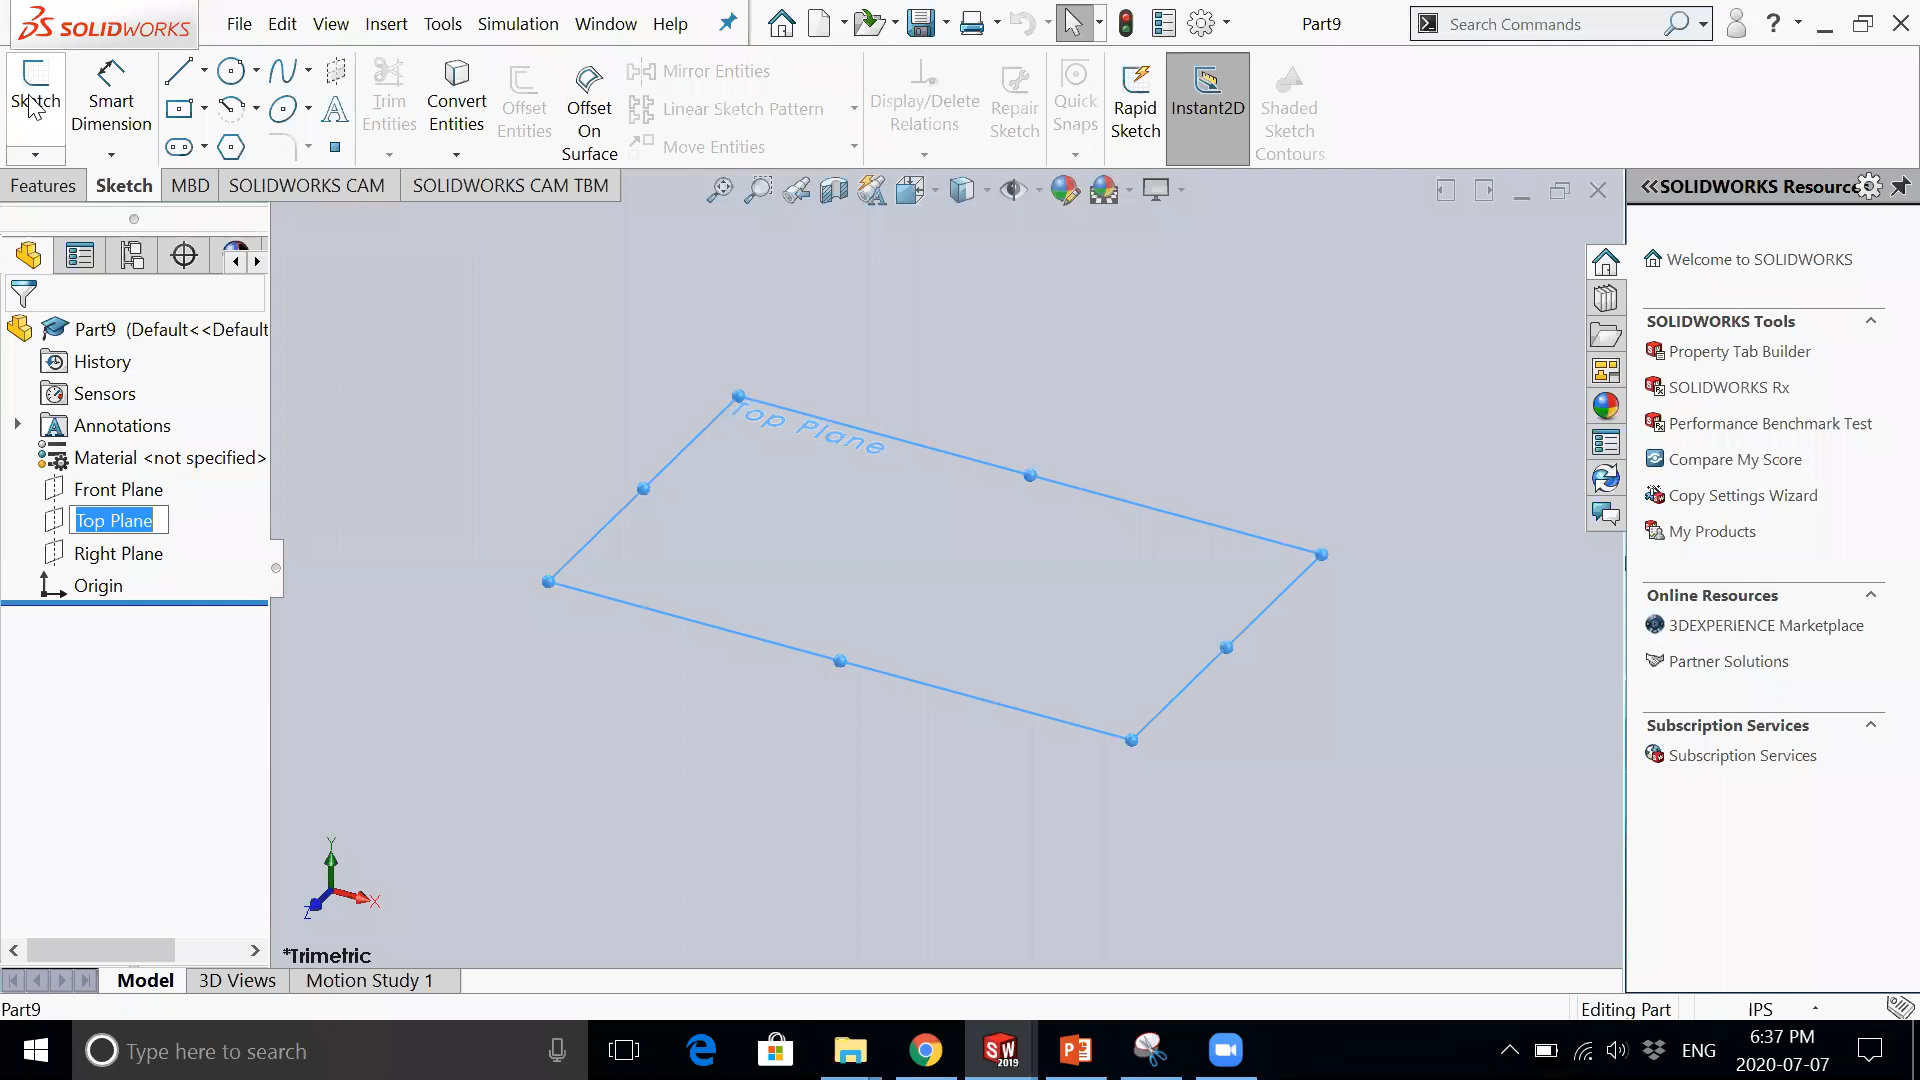 SOLIDWORKS
File Edit View Insert Tools Simulation Window Help
Part9
Search Commands
Sketch
Smart Dimension
Trim Entities
Convert Entities
Offset Entities
Offset On Surface
Mirror Entities
Linear Sketch Pattern
Move Entities
Display/Delete Relations
Repair Sketch
Quick Snaps
Rapid Sketch
Instant2D
Shaded Sketch Contours
Features Sketch MBD SOLIDWORKS CAM SOLIDWORKS CAM TBM
Part9 (Default<<Default
History
Sensors
Annotations
Material <not specified>
Front Plane
Top Plane
Right Plane
Origin
Top Plane
Y
X
Z
*Trimetric
SOLIDWORKS Resourc
Welcome to SOLIDWORKS
SOLIDWORKS Tools
Property Tab Builder
SOLIDWORKS Rx
Performance Benchmark Test
Compare My Score
Copy Settings Wizard
My Products
Online Resources
3DEXPERIENCE Marketplace
Partner Solutions
Subscription Services
Subscription Services
Model 3D Views Motion Study 1
Part9
Editing Part IPS
Type here to search
SW 2019
ENG
6:37 PM
2020-07-07